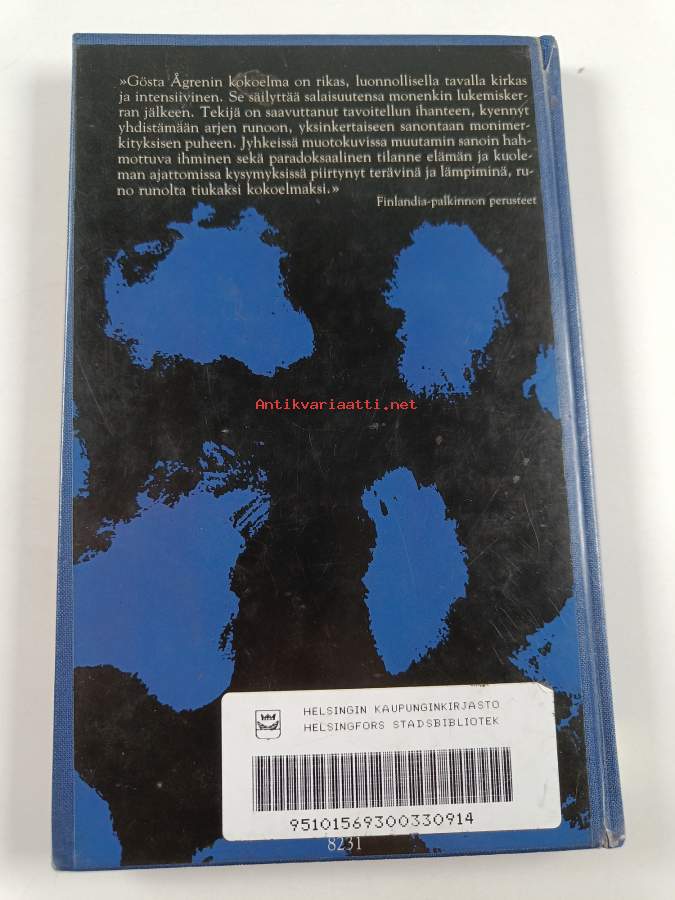 »Gösta Ågrenin kokoelma on rikas, luonnollisella tavalla kirkas
ja intensiivinen. Se säilyttää salaisuutensa monenkin lukemisker-
ran jälkeen. Tekijä on saavuttanut tavoitellun ihanteen, kyennyt
yhdistämään arjen runoon, yksinkertaiseen sanontaan monimer-
kityksisen puheen. Jyhkeissä muotokuvissa muutamin sanoin hah-
mottuva ihminen sekä paradoksaalinen tilanne elämän ja kuole-
man ajattomissa kysymyksissä piirtynyt terävinä ja lämpiminä, ru-
no runolta tiukaksi kokoelmaksi.»
Finlandia-palkinnon perusteet
Antikvariaatti.net
HELSINGIN KAUPUNGINKIRJASTO
HELSINGFORS STADSBIBLIOTEK
95101569300330914
8231